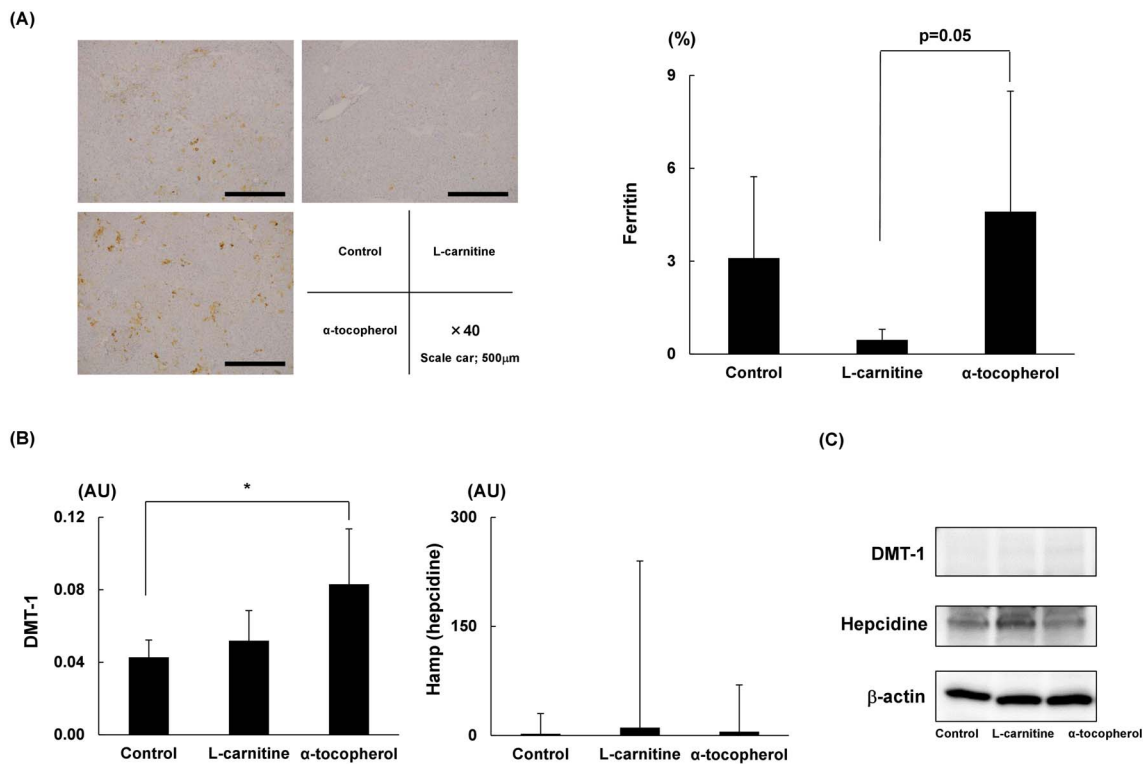 (A)
Control
L-carnitine
α-tocopherol
×40
Scale car; 500μm
(%)
p=0.05
9
6
3
0
Ferritin
Control
L-carnitine
α-tocopherol
(B)
(AU)
*
0.12
0.08
0.04
0.00
DMT-1
Control
L-carnitine
α-tocopherol
(AU)
300
150
0
Hamp (hepcidine)
Control
L-carnitine
α-tocopherol
(C)
DMT-1
Hepcidine
β-actin
Control
L-carnitine
α-tocopherol